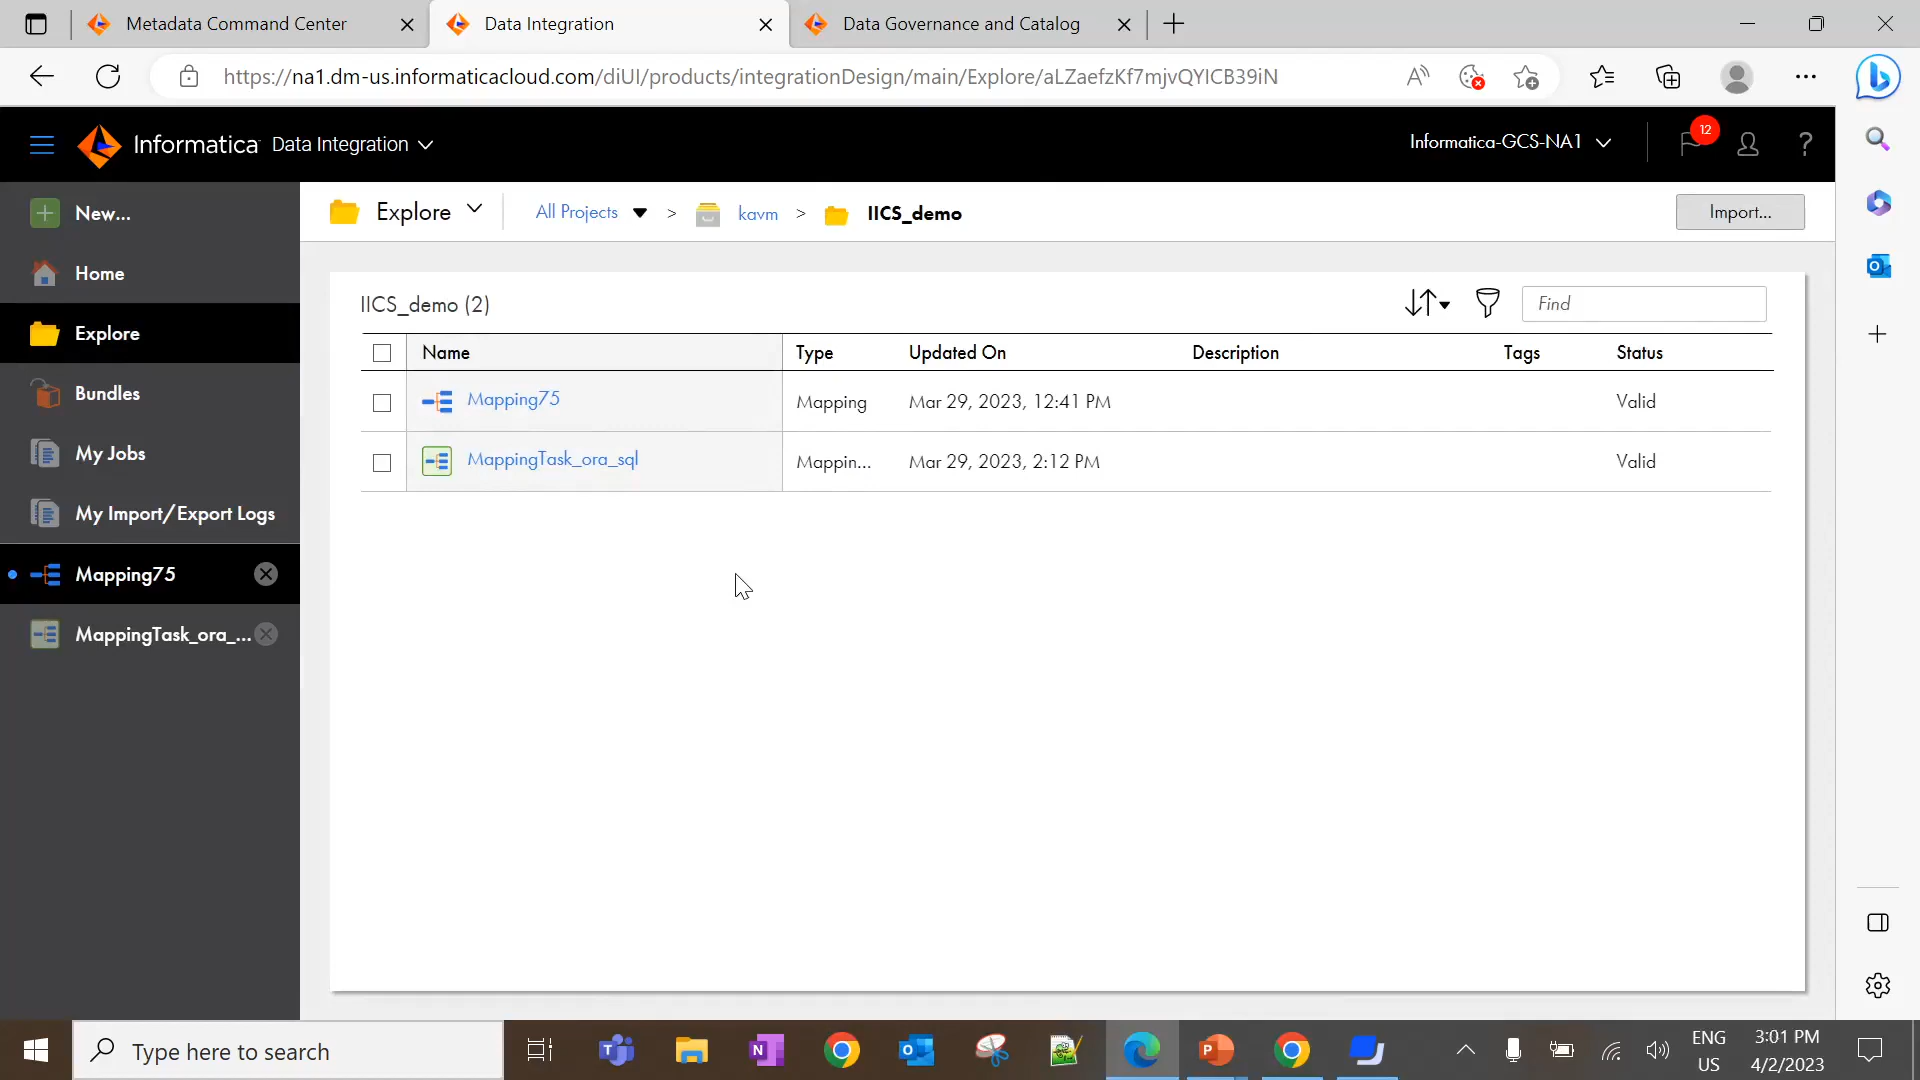 Metadata Command Center
Data Integration
Data Governance and Catalog
https://na1.dm-us.informaticacloud.com/diUI/products/integrationDesign/main/Explore/aLZaefzKf7mjvQYICB39iN
Informatica Data Integration
Informatica-GCS-NA1
12
?
New...
Home
Explore
Bundles
My Jobs
My Import/Export Logs
Mapping75
MappingTask_ora_...
Explore
All Projects > kavm > IICS_demo
Import...
IICS_demo (2)
Find
Name Type Updated On Description Tags Status
Mapping75 Mapping Mar 29, 2023, 12:41 PM Valid
MappingTask_ora_sql Mappin... Mar 29, 2023, 2:12 PM Valid
Type here to search
ENG
US
3:01 PM
4/2/2023